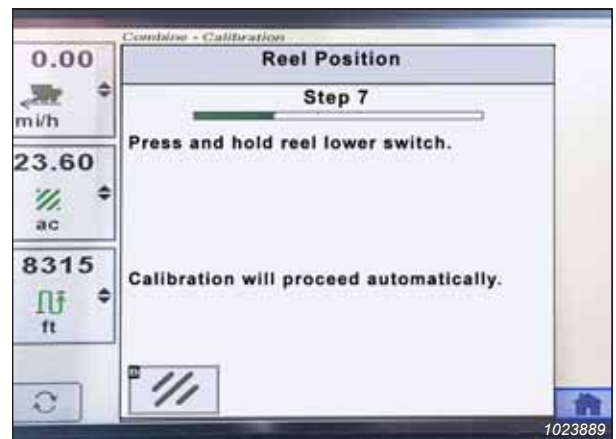 Combine - Calibration
Reel Position
Step 7
Press and hold reel lower switch.
Calibration will proceed automatically.
0.00
mi/h
23.60
ac
8315
ft
m
1023889